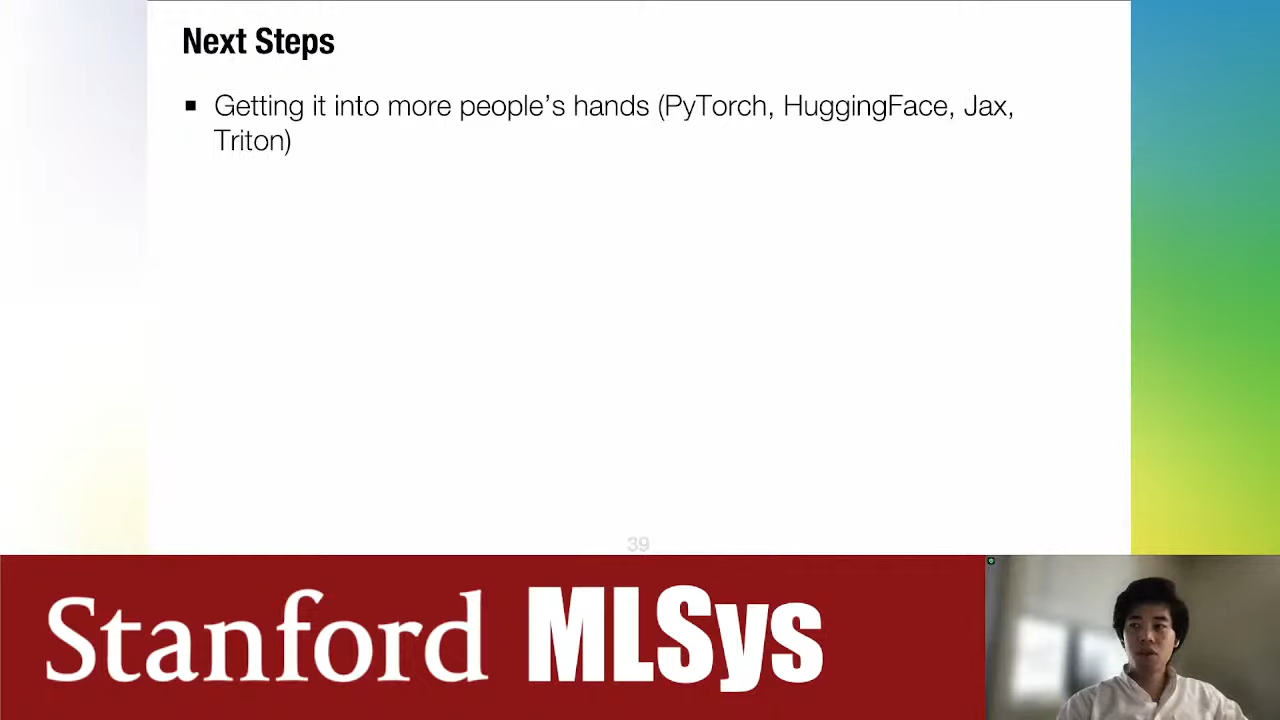 Next Steps
▪ Getting it into more people's hands (PyTorch, HuggingFace, Jax,
Triton)
39
Stanford MLSys